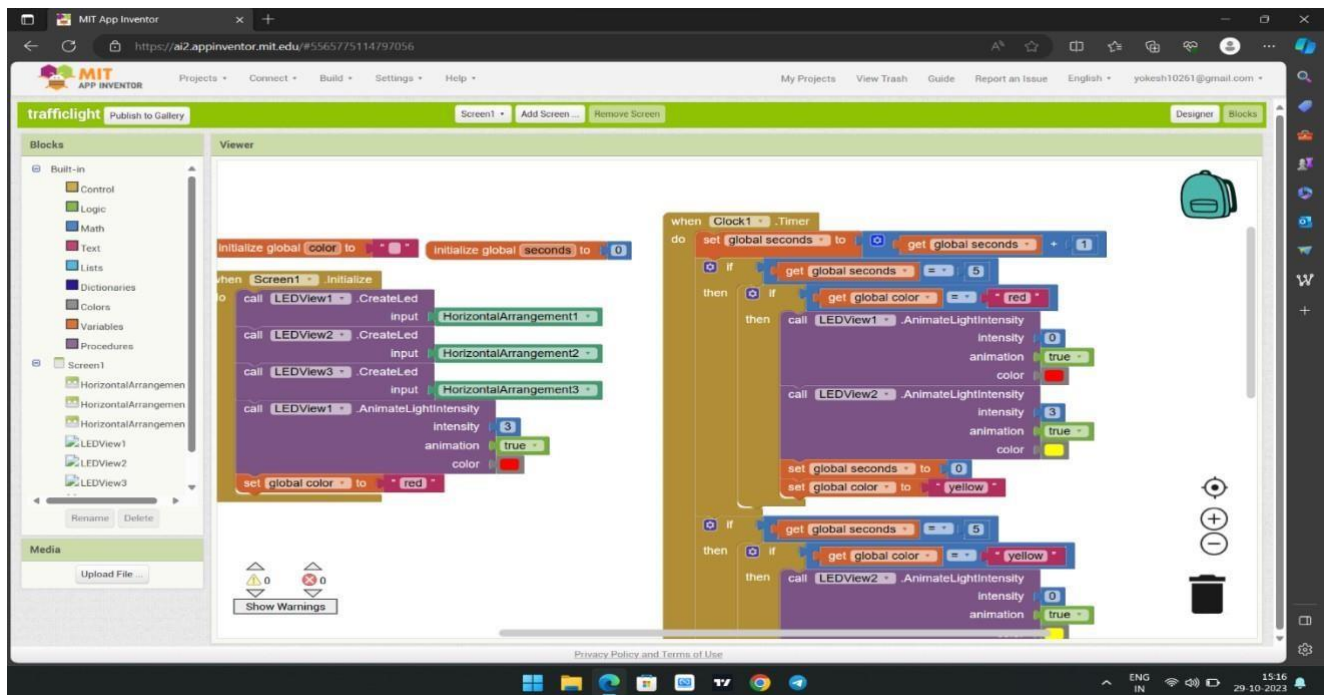 MIT App Inventor
https://ai2.appinventor.mit.edu/#5565775114797056
MIT
APP INVENTOR
Projects Connect Build Settings Help
My Projects View Trash Guide Report an Issue English yokesh10261@gmail.com
trafficlight Publish to Gallery Screen1 Add Screen ... Remove Screen Designer Blocks
Blocks
Built-in
Control
Logic
Math
Text
Lists
Dictionaries
Colors
Variables
Procedures
Screen1
HorizontalArrangemen
HorizontalArrangemen
HorizontalArrangemen
LEDView1
LEDView2
LEDView3
Rename Delete
Media
Upload File ...
Viewer
initialize global color to " "
initialize global seconds to 0
when Screen1 .Initialize
do call LEDView1 .CreateLed
input HorizontalArrangement1
call LEDView2 .CreateLed
input HorizontalArrangement2
call LEDView3 .CreateLed
input HorizontalArrangement3
call LEDView1 .AnimateLightIntensity
intensity 3
animation true
color
set global color to " red "
0 0
Show Warnings
when Clock1 .Timer
do set global seconds to get global seconds + 1
if get global seconds = 5
then if get global color = " red "
then call LEDView1 .AnimateLightIntensity
intensity 0
animation true
color
call LEDView2 .AnimateLightIntensity
intensity 3
animation true
color
set global seconds to 0
set global color to " yellow "
if get global seconds = 5
then if get global color = " yellow "
then call LEDView2 .AnimateLightIntensity
intensity 0
animation true
Privacy Policy and Terms of Use
ENG
IN
15:16
29-10-2023